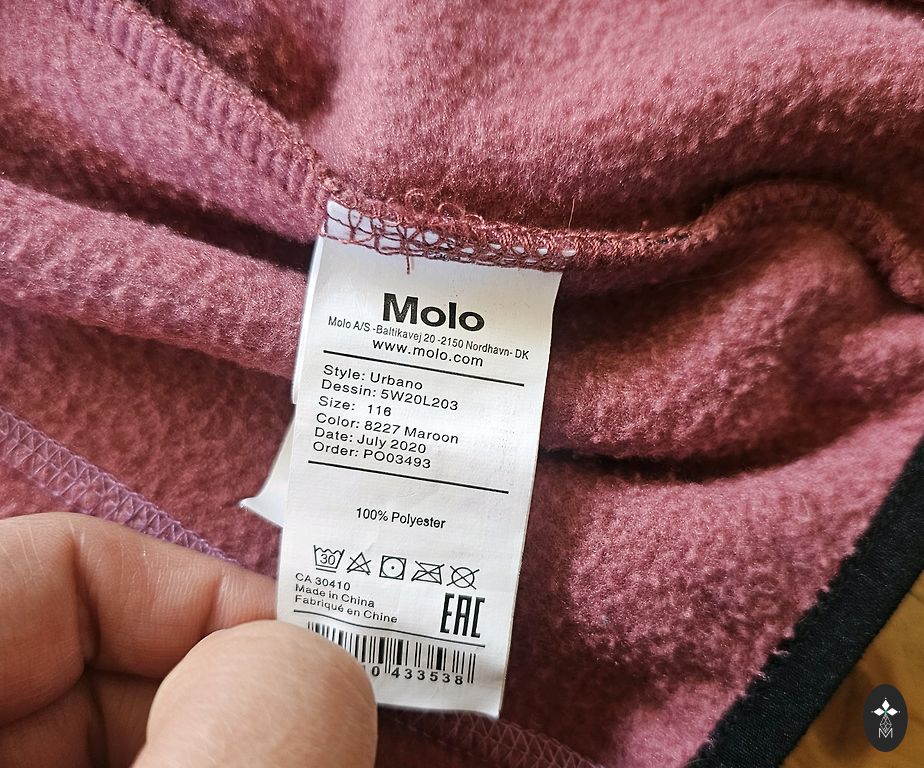 Molo
Molo A/S -Baltikavej 20 -2150 Nordhavn- DK
www.molo.com
Style: Urbano
Dessin: 5W20L203
Size: 116
Color: 8227 Maroon
Date: July 2020
Order: PO03493
100% Polyester
30
CA 30410
Made in China
Fabriqué en Chine
EAC
0 433538
M